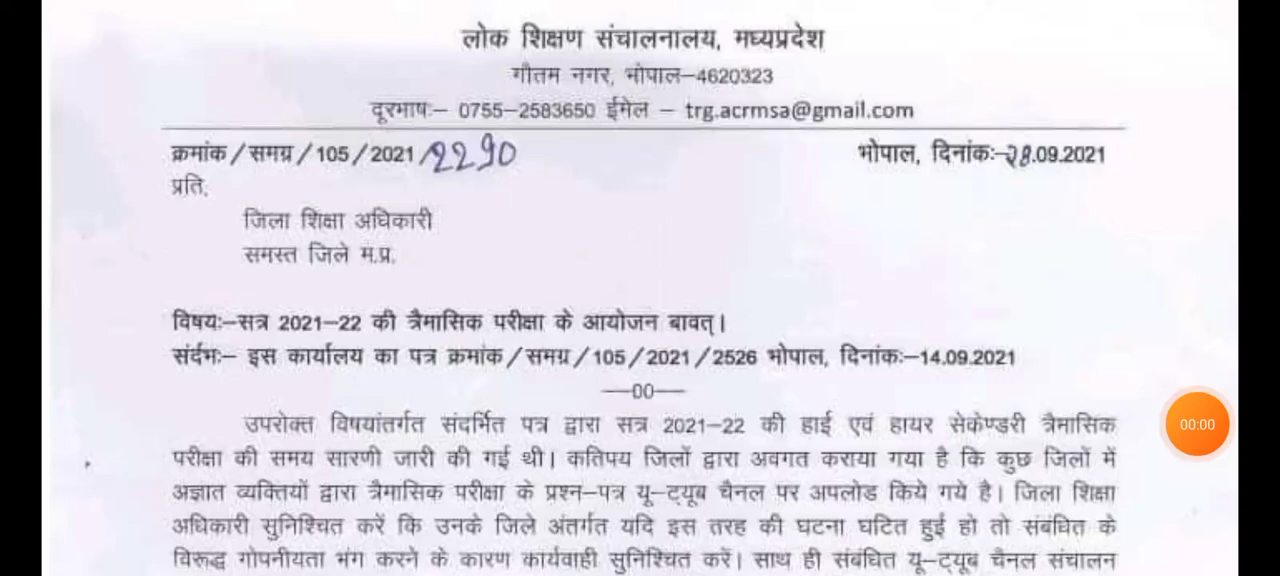 लोक शिक्षण संचालनालय, मध्यप्रदेश
गौतम नगर, भोपाल–4620323
दूरभाषः– 0755–2583650 ईमेल – trg.acrmsa@gmail.com
क्रमांक/समग्र/105/2021/2290 भोपाल, दिनांकः–28.09.2021
प्रति,
जिला शिक्षा अधिकारी
समस्त जिले म.प्र.
विषयः–सत्र 2021–22 की त्रैमासिक परीक्षा के आयोजन बावत्।
संर्दभः– इस कार्यालय का पत्र क्रमांक/समग्र/105/2021/2526 भोपाल, दिनांकः–14.09.2021
—00—
उपरोक्त विषयांतर्गत संदर्भित पत्र द्वारा सत्र 2021–22 की हाई एवं हायर सेकेण्डरी त्रैमासिक
परीक्षा की समय सारणी जारी की गई थी। कतिपय जिलों द्वारा अवगत कराया गया है कि कुछ जिलों में
अज्ञात व्यक्तियों द्वारा त्रैमासिक परीक्षा के प्रश्न–पत्र यू–ट्यूब चैनल पर अपलोड किये गये है। जिला शिक्षा
अधिकारी सुनिश्चित करें कि उनके जिले अंतर्गत यदि इस तरह की घटना घटित हुई हो तो संबंधित के
विरूद्ध गोपनीयता भंग करने के कारण कार्यवाही सुनिश्चित करें। साथ ही संबंधित यू–ट्यूब चैनल संचालन
00:00